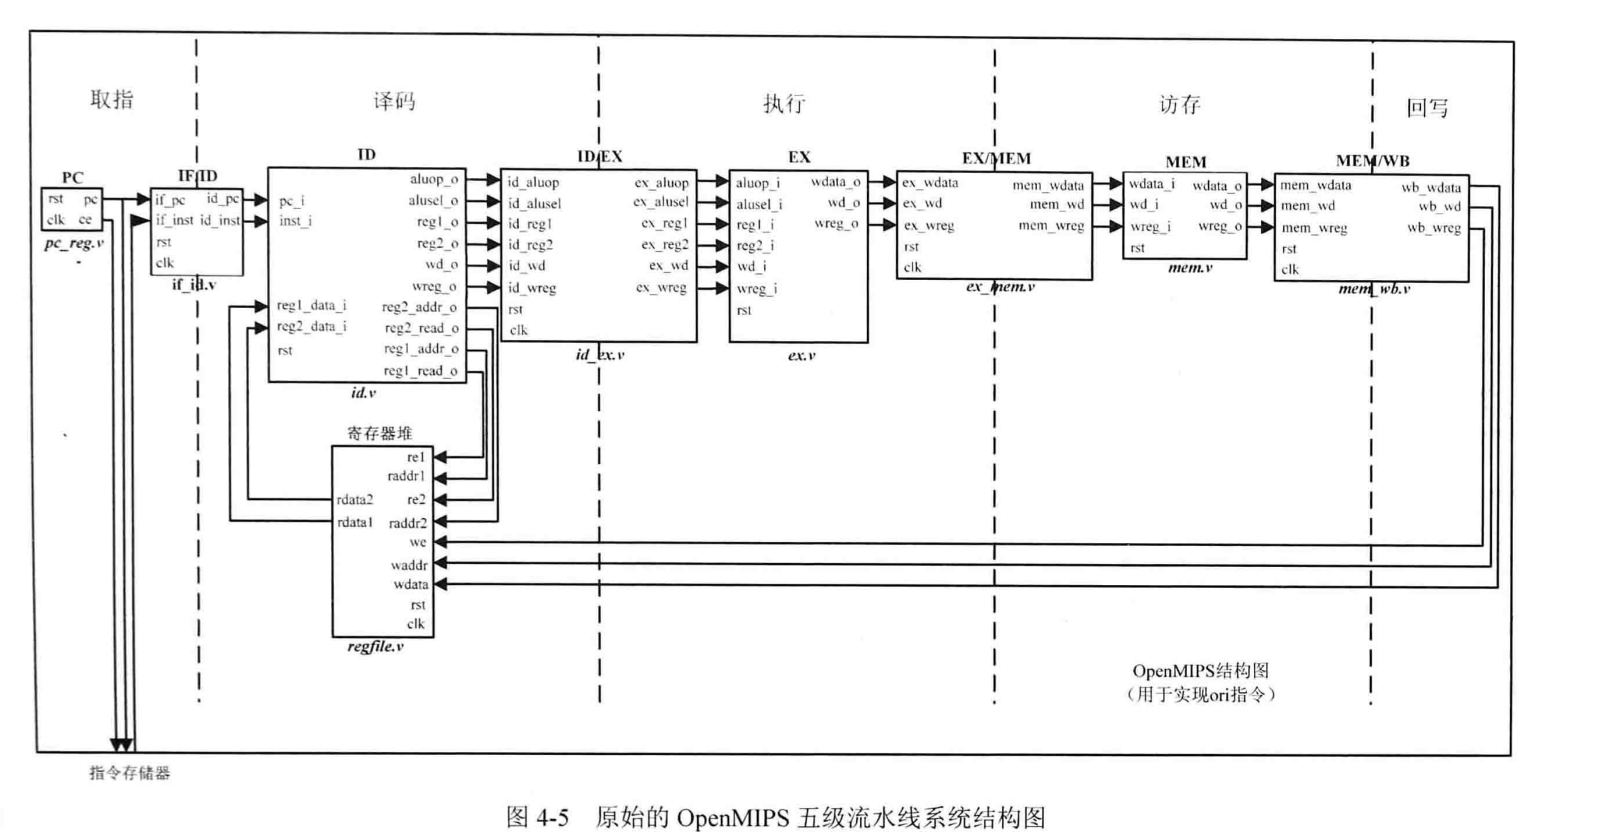 取指
译码
执行
访存
回写
PC
rst pc
clk ce
pc_reg.v
IF/ID
if_pc id_pc
if_inst id_inst
rst
clk
if_id.v
ID
pc_i
inst_i
reg1_data_i
reg2_data_i
rst
aluop_o
alusel_o
reg1_o
reg2_o
wd_o
wreg_o
reg2_addr_o
reg2_read_o
reg1_addr_o
reg1_read_o
id.v
寄存器堆
rdata2
rdata1
re1
raddr1
re2
raddr2
we
waddr
wdata
rst
clk
regfile.v
ID/EX
id_aluop ex_aluop
id_alusel ex_alusel
id_reg1 ex_reg1
id_reg2 ex_reg2
id_wd ex_wd
id_wreg ex_wreg
rst
clk
id_ex.v
EX
aluop_i wdata_o
alusel_i wd_o
reg1_i wreg_o
reg2_i
wd_i
wreg_i
rst
ex.v
EX/MEM
ex_wdata mem_wdata
ex_wd mem_wd
ex_wreg mem_wreg
rst
clk
ex_mem.v
MEM
wdata_i wdata_o
wd_i wd_o
wreg_i wreg_o
rst
mem.v
MEM/WB
mem_wdata wb_wdata
mem_wd wb_wd
mem_wreg wb_wreg
rst
clk
mem_wb.v
OpenMIPS结构图
（用于实现ori指令）
指令存储器
图 4-5 原始的 OpenMIPS 五级流水线系统结构图